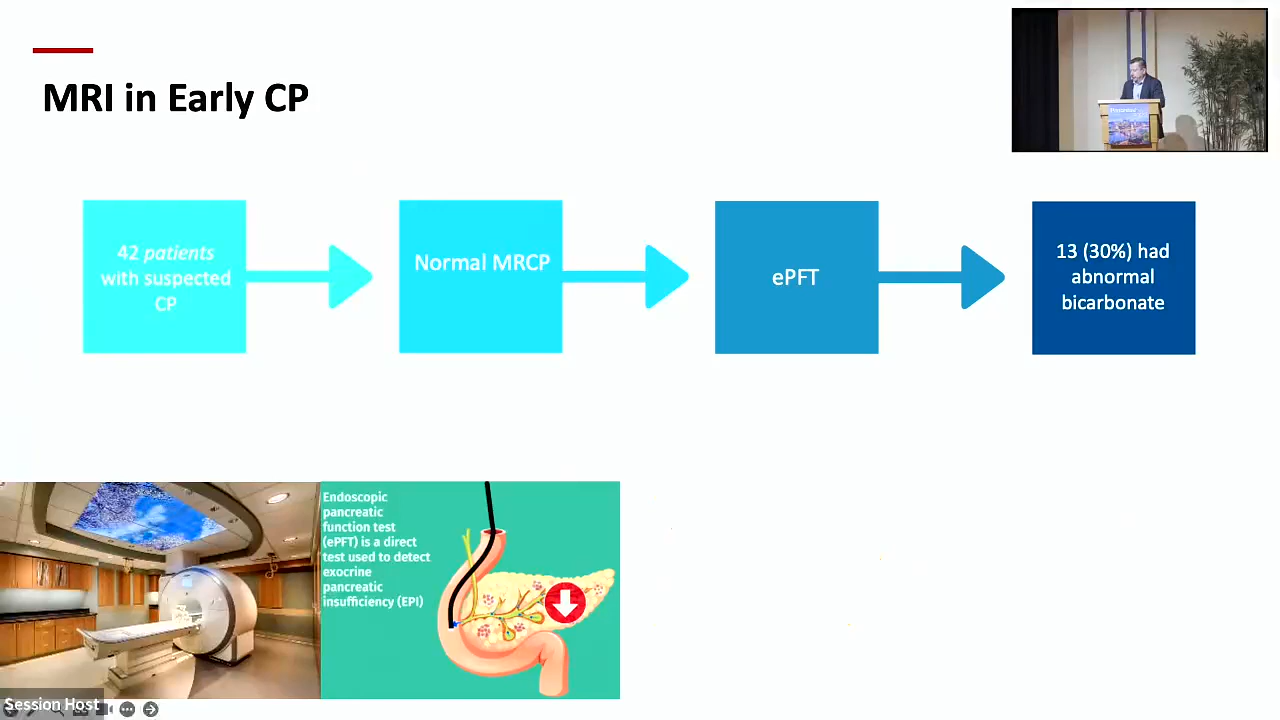 MRI in Early CP
42 patients
with suspected
CP
Normal MRCP
ePFT
13 (30%) had
abnormal
bicarbonate
Endoscopic
pancreatic
function test
(ePFT) is a direct
test used to detect
exocrine
pancreatic
insufficiency (EPI)
Session Host